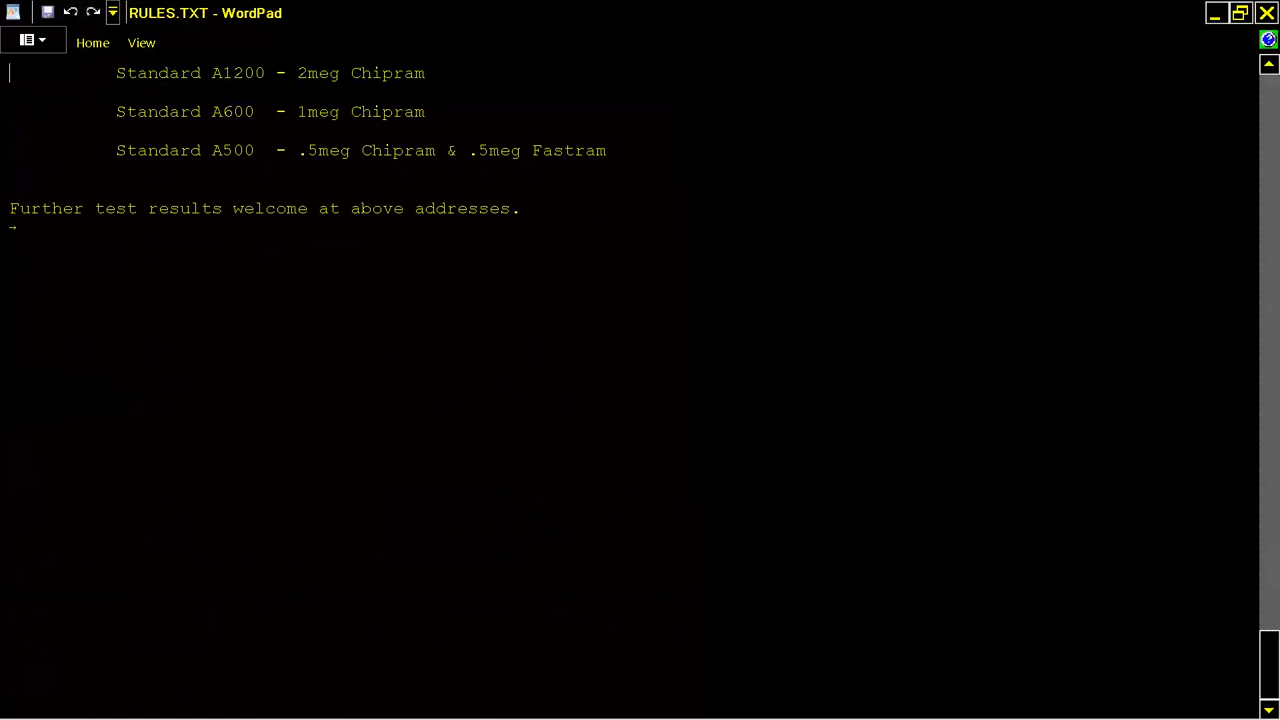 RULES.TXT - WordPad
Home View
Standard A1200 - 2meg Chipram
Standard A600 - 1meg Chipram
Standard A500 - .5meg Chipram & .5meg Fastram
Further test results welcome at above addresses.
→